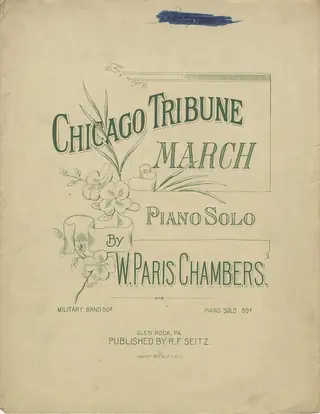 CHICAGO TRIBUNE
MARCH
PIANO SOLO
BY
W. PARIS CHAMBERS.
MILITARY BAND 50¢ PIANO SOLO 50¢
GLEN ROCK, PA.
PUBLISHED BY R. F. SEITZ.